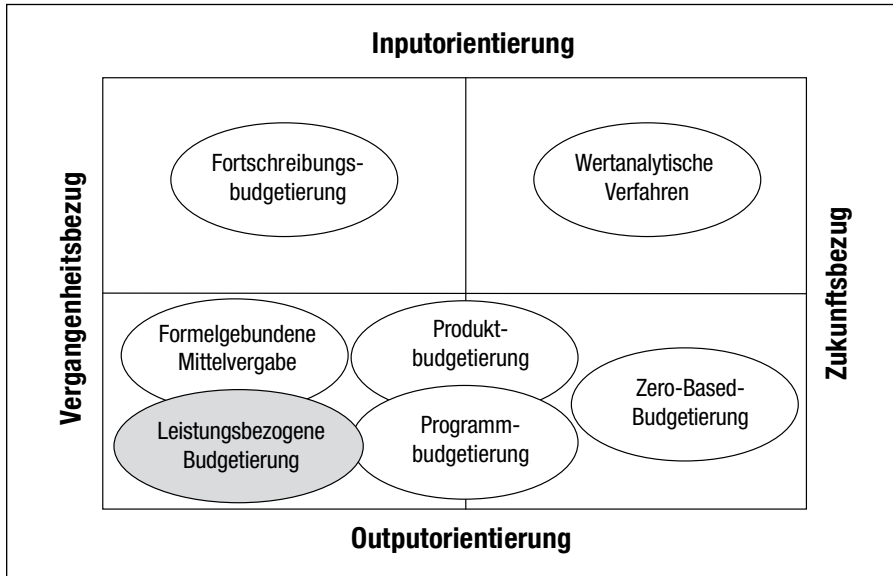 Inputorientierung
Fortschreibungs-
budgetierung
Wertanalytische
Verfahren
Vergangenheitsbezug
Zukunftsbezug
Formelgebundene
Mittelvergabe
Produkt-
budgetierung
Zero-Based-
Budgetierung
Leistungsbezogene
Budgetierung
Programm-
budgetierung
Outputorientierung